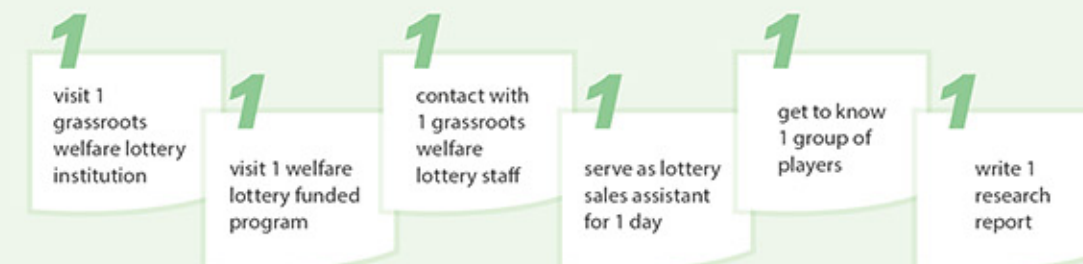 1
visit 1
grassroots
welfare lottery
institution
1
visit 1 welfare
lottery funded
program
1
contact with
1 grassroots
welfare
lottery staff
1
serve as lottery
sales assistant
for 1 day
1
get to know
1 group of
players
1
write 1
research
report